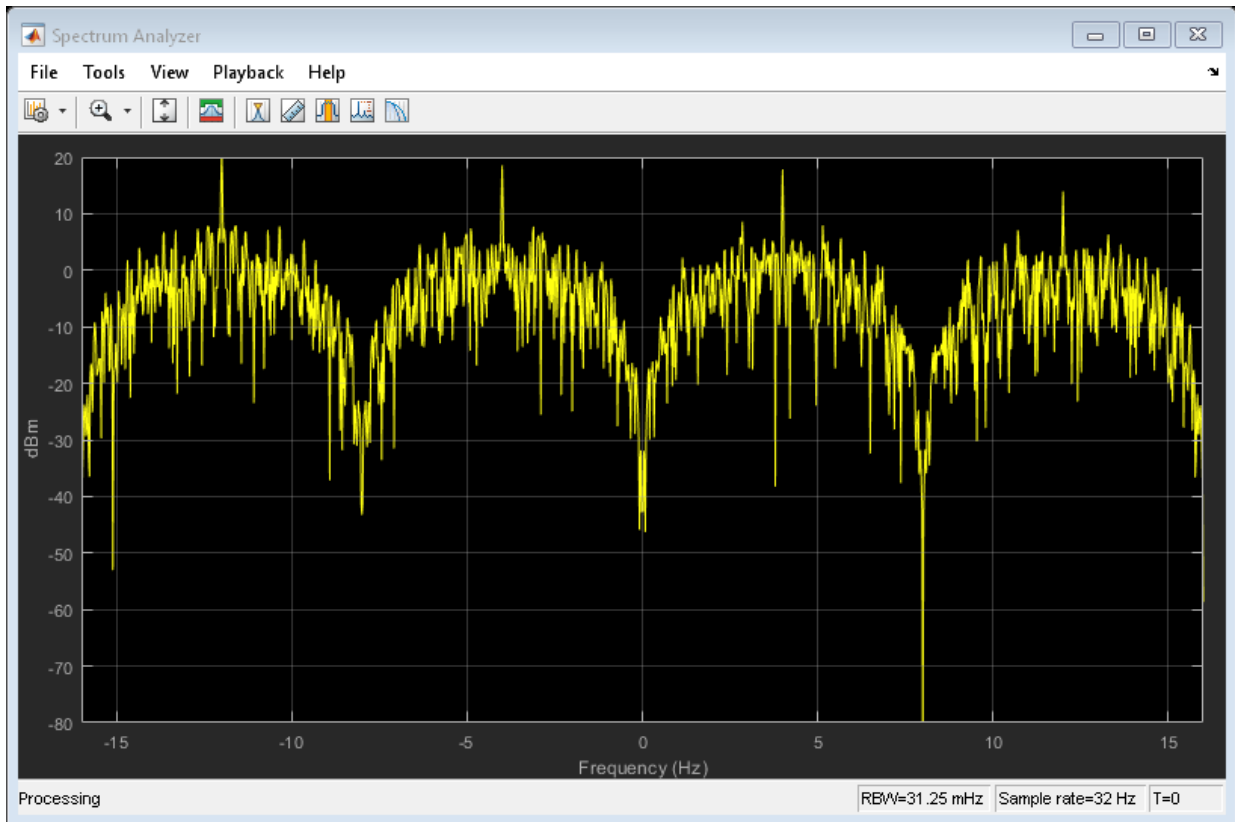 Spectrum Analyzer
File Tools View Playback Help
20
10
0
-10
-20
-30
-40
-50
-60
-70
-80
dBm
-15 -10 -5 0 5 10 15
Frequency (Hz)
Processing RBW=31.25 mHz Sample rate=32 Hz T=0